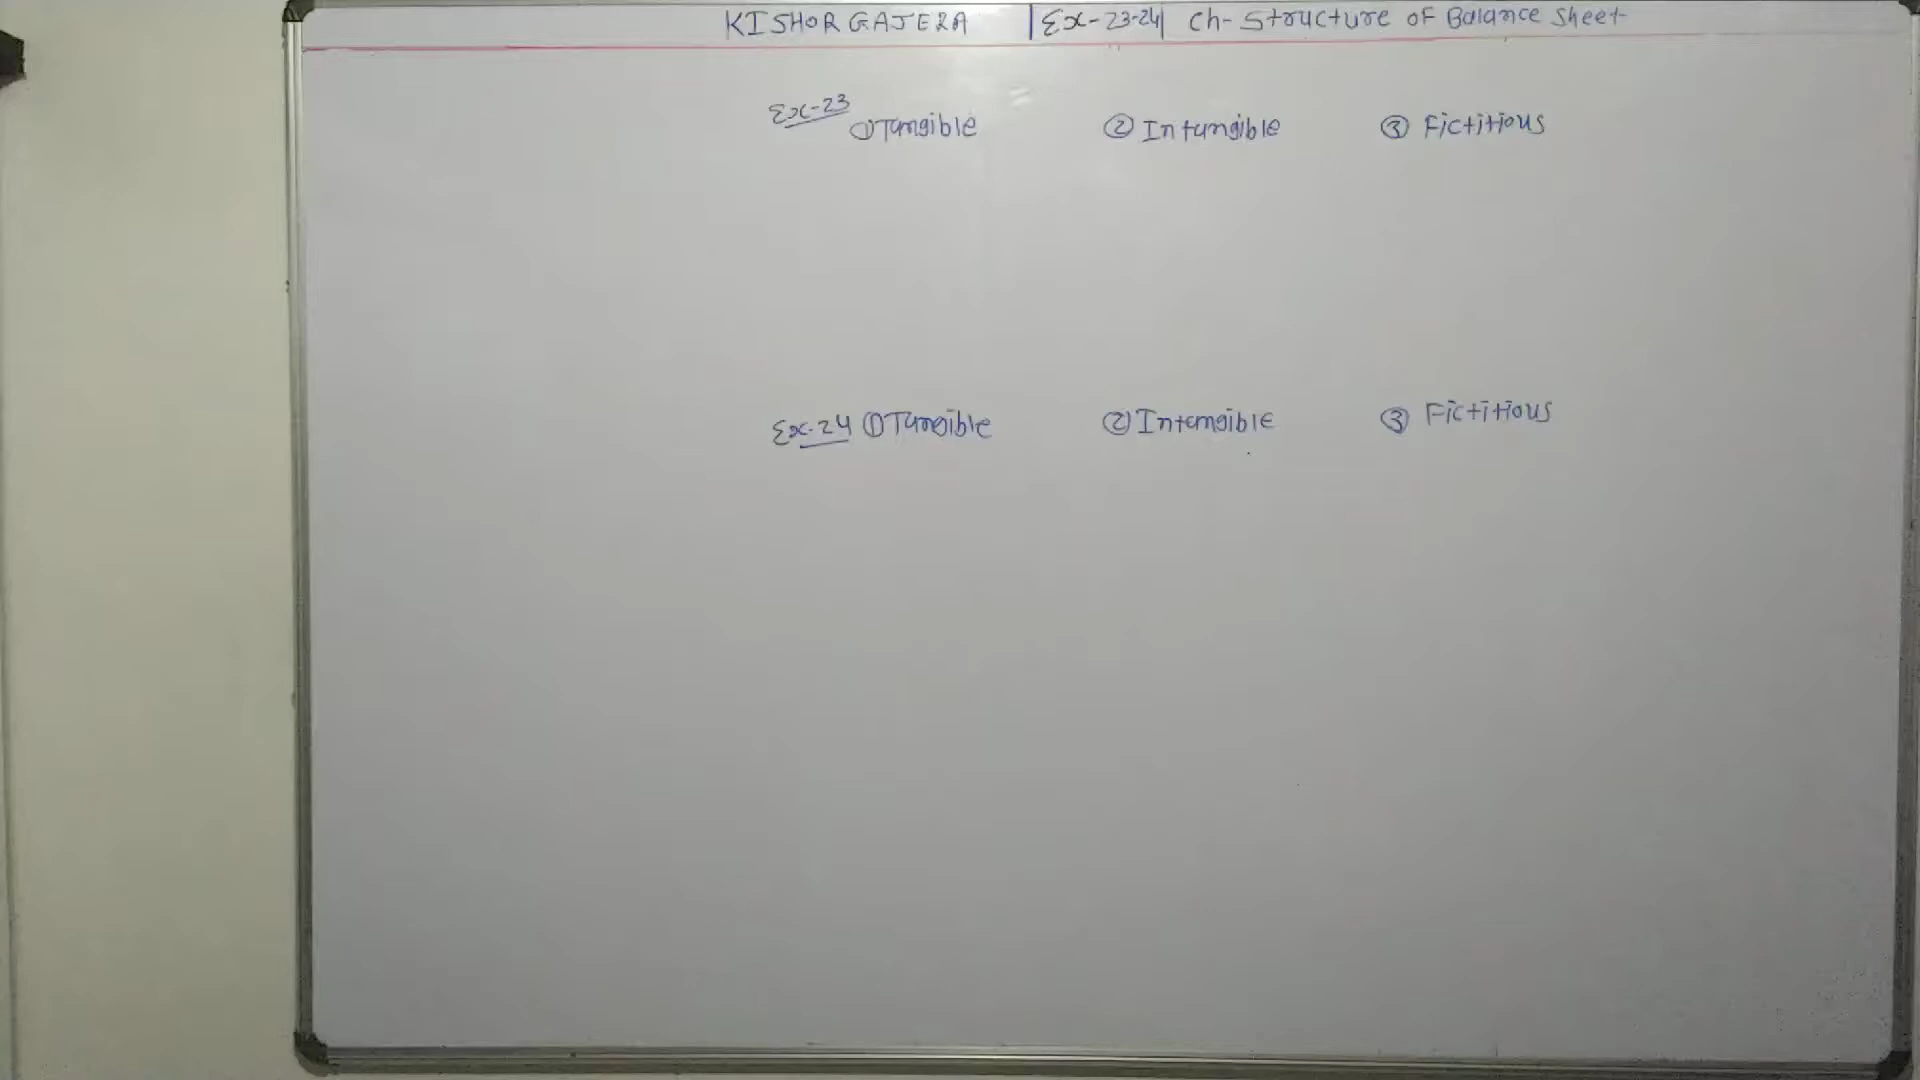 KISHOR GAJERA |Ex-23-24| Ch- Structure of Balance Sheet
Ex-23 ① Tangible ② Intangible ③ Fictitious
Ex-24 ① Tangible ② Intangible ③ Fictitious